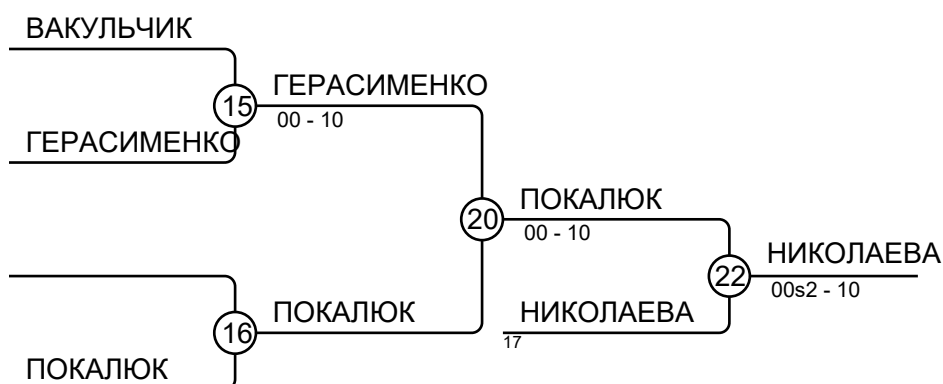 ВАКУЛЬЧИК
15
ГЕРАСИМЕНКО
00 - 10
ГЕРАСИМЕНКО
20
ПОКАЛЮК
00 - 10
22
НИКОЛАЕВА
00s2 - 10
16
ПОКАЛЮК
НИКОЛАЕВА
17
ПОКАЛЮК